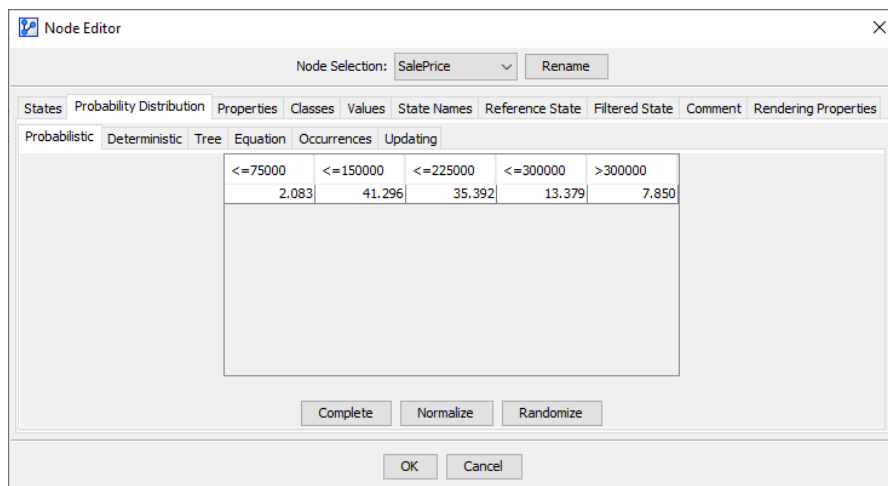 Node Editor
Node Selection: SalePrice Rename
States Probability Distribution Properties Classes Values State Names Reference State Filtered State Comment Rendering Properties
Probabilistic Deterministic Tree Equation Occurrences Updating
<=75000 <=150000 <=225000 <=300000 >300000
2.083 41.296 35.392 13.379 7.850
Complete Normalize Randomize
OK Cancel